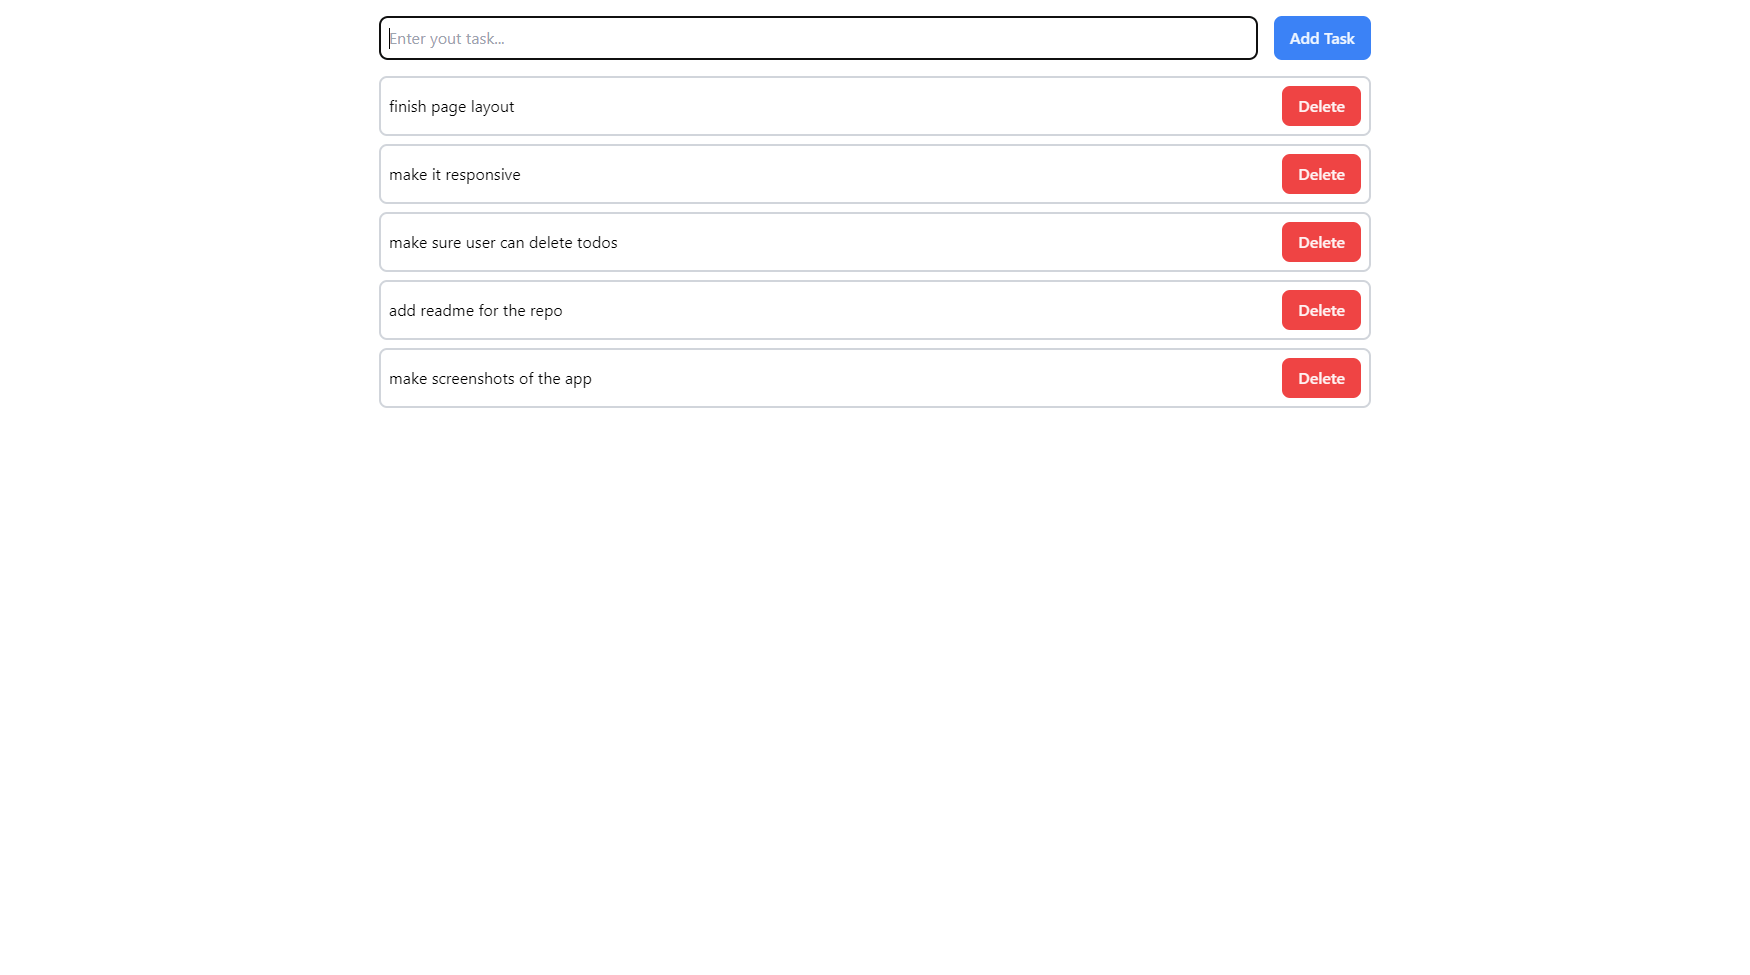 Enter yout task...
Add Task
finish page layout
Delete
make it responsive
Delete
make sure user can delete todos
Delete
add readme for the repo
Delete
make screenshots of the app
Delete